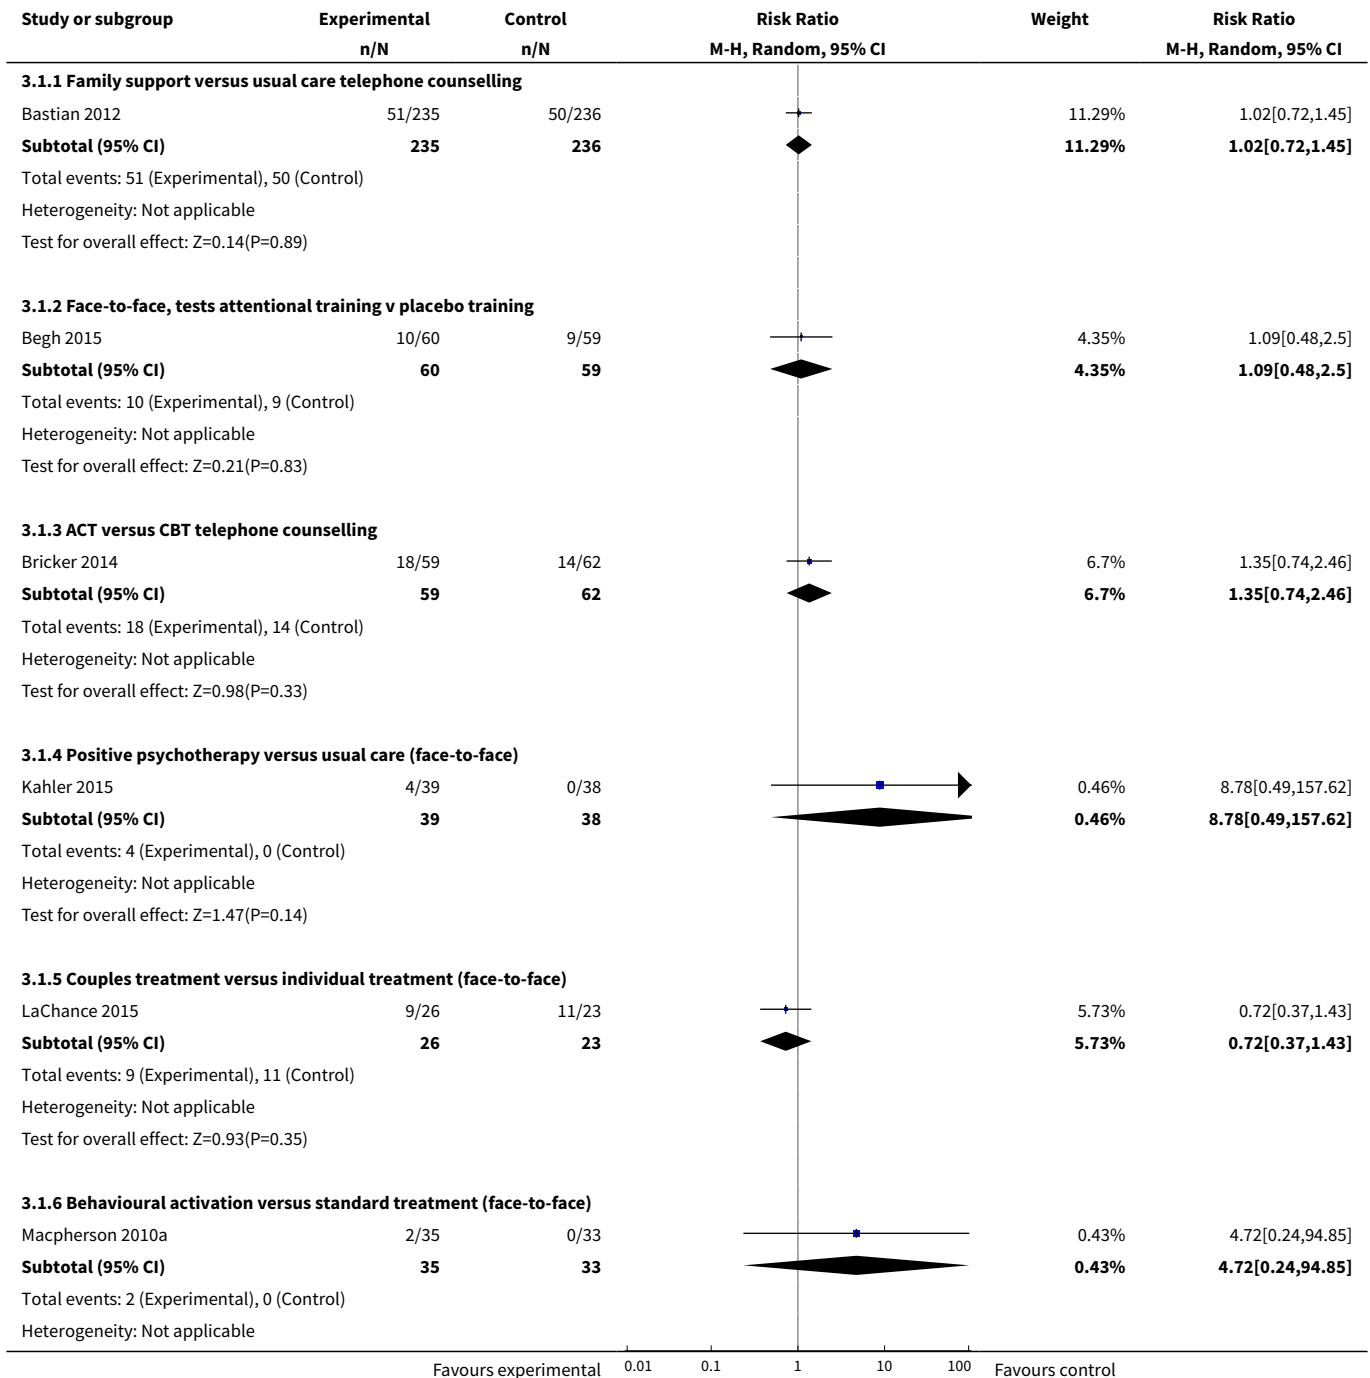 Study or subgroup Experimental Control Risk Ratio Weight Risk Ratio
n/N n/N M-H, Random, 95% CI M-H, Random, 95% CI
3.1.1 Family support versus usual care telephone counselling
Bastian 2012 51/235 50/236 11.29% 1.02[0.72,1.45]
Subtotal (95% CI) 235 236 11.29% 1.02[0.72,1.45]
Total events: 51 (Experimental), 50 (Control)
Heterogeneity: Not applicable
Test for overall effect: Z=0.14(P=0.89)
3.1.2 Face-to-face, tests attentional training v placebo training
Begh 2015 10/60 9/59 4.35% 1.09[0.48,2.5]
Subtotal (95% CI) 60 59 4.35% 1.09[0.48,2.5]
Total events: 10 (Experimental), 9 (Control)
Heterogeneity: Not applicable
Test for overall effect: Z=0.21(P=0.83)
3.1.3 ACT versus CBT telephone counselling
Bricker 2014 18/59 14/62 6.7% 1.35[0.74,2.46]
Subtotal (95% CI) 59 62 6.7% 1.35[0.74,2.46]
Total events: 18 (Experimental), 14 (Control)
Heterogeneity: Not applicable
Test for overall effect: Z=0.98(P=0.33)
3.1.4 Positive psychotherapy versus usual care (face-to-face)
Kahler 2015 4/39 0/38 0.46% 8.78[0.49,157.62]
Subtotal (95% CI) 39 38 0.46% 8.78[0.49,157.62]
Total events: 4 (Experimental), 0 (Control)
Heterogeneity: Not applicable
Test for overall effect: Z=1.47(P=0.14)
3.1.5 Couples treatment versus individual treatment (face-to-face)
LaChance 2015 9/26 11/23 5.73% 0.72[0.37,1.43]
Subtotal (95% CI) 26 23 5.73% 0.72[0.37,1.43]
Total events: 9 (Experimental), 11 (Control)
Heterogeneity: Not applicable
Test for overall effect: Z=0.93(P=0.35)
3.1.6 Behavioural activation versus standard treatment (face-to-face)
Macpherson 2010a 2/35 0/33 0.43% 4.72[0.24,94.85]
Subtotal (95% CI) 35 33 0.43% 4.72[0.24,94.85]
Total events: 2 (Experimental), 0 (Control)
Heterogeneity: Not applicable
Favours experimental 0.01 0.1 1 10 100 Favours control